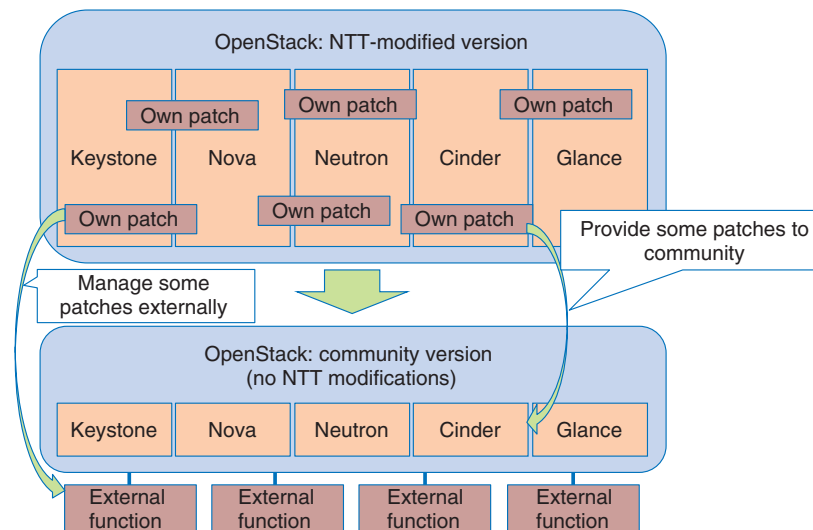 OpenStack: NTT-modified version
Own patch
Own patch
Own patch
Keystone
Nova
Neutron
Cinder
Glance
Own patch
Own patch
Own patch
Provide some patches to
community
Manage some
patches externally
OpenStack: community version
(no NTT modifications)
Keystone
Nova
Neutron
Cinder
Glance
External
function
External
function
External
function
External
function